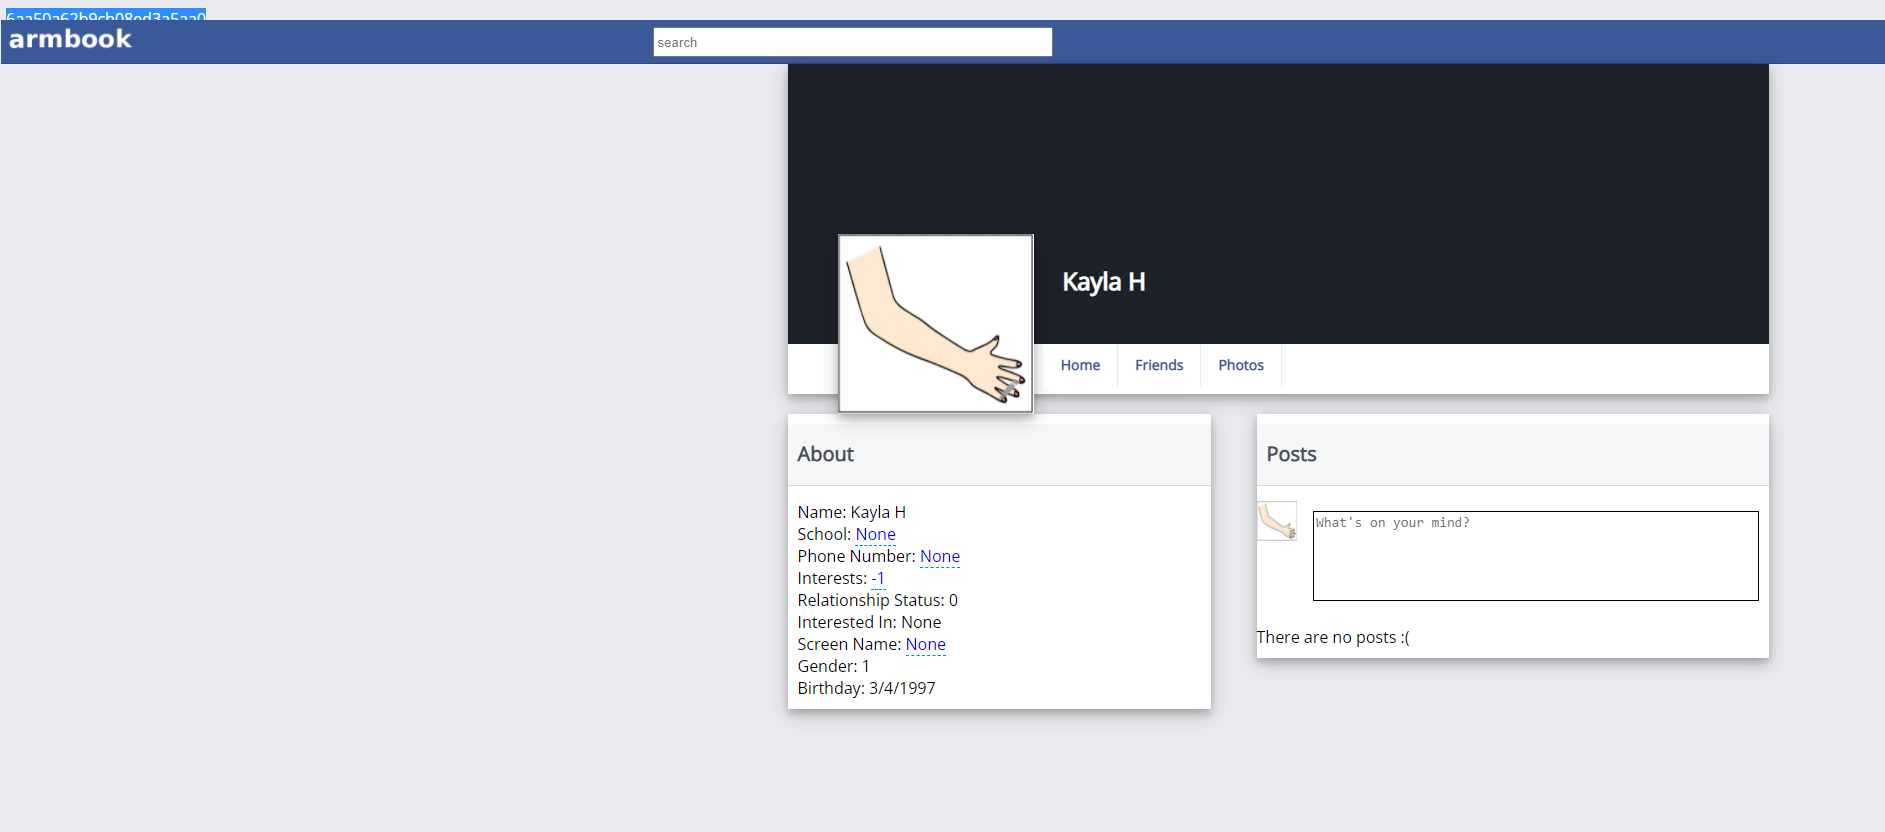 6aa50a62b9cb08ed3a5aa0
armbook
search
Kayla H
Home Friends Photos
About
Name: Kayla H
School: None
Phone Number: None
Interests: -1
Relationship Status: 0
Interested In: None
Screen Name: None
Gender: 1
Birthday: 3/4/1997
Posts
What's on your mind?
There are no posts :(